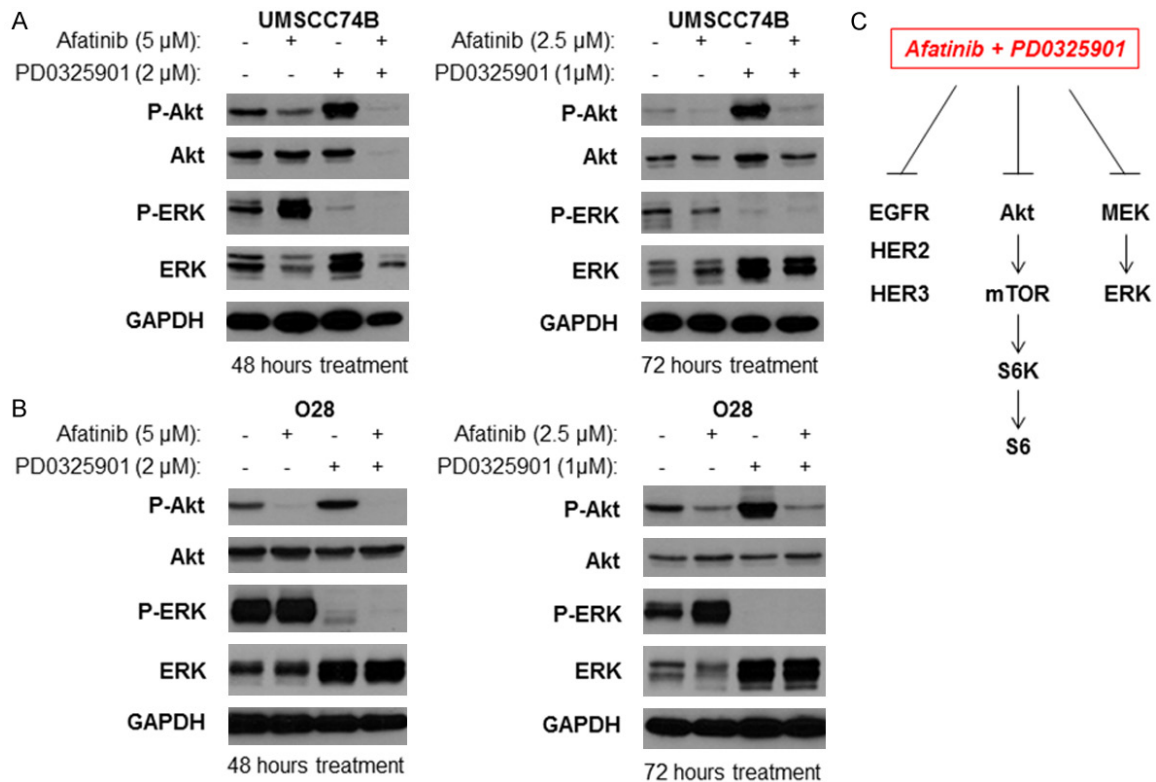 A
UMSCC74B
Afatinib (5 µM): - + - +
PD0325901 (2 µM): - - + +
P-Akt
Akt
P-ERK
ERK
GAPDH
48 hours treatment
UMSCC74B
Afatinib (2.5 µM): - + - +
PD0325901 (1µM): - - + +
P-Akt
Akt
P-ERK
ERK
GAPDH
72 hours treatment
B
O28
Afatinib (5 µM): - + - +
PD0325901 (2 µM): - - + +
P-Akt
Akt
P-ERK
ERK
GAPDH
48 hours treatment
O28
Afatinib (2.5 µM): - + - +
PD0325901 (1µM): - - + +
P-Akt
Akt
P-ERK
ERK
GAPDH
72 hours treatment
C
Afatinib + PD0325901
EGFR Akt MEK
HER2
HER3 mTOR ERK
S6K
S6